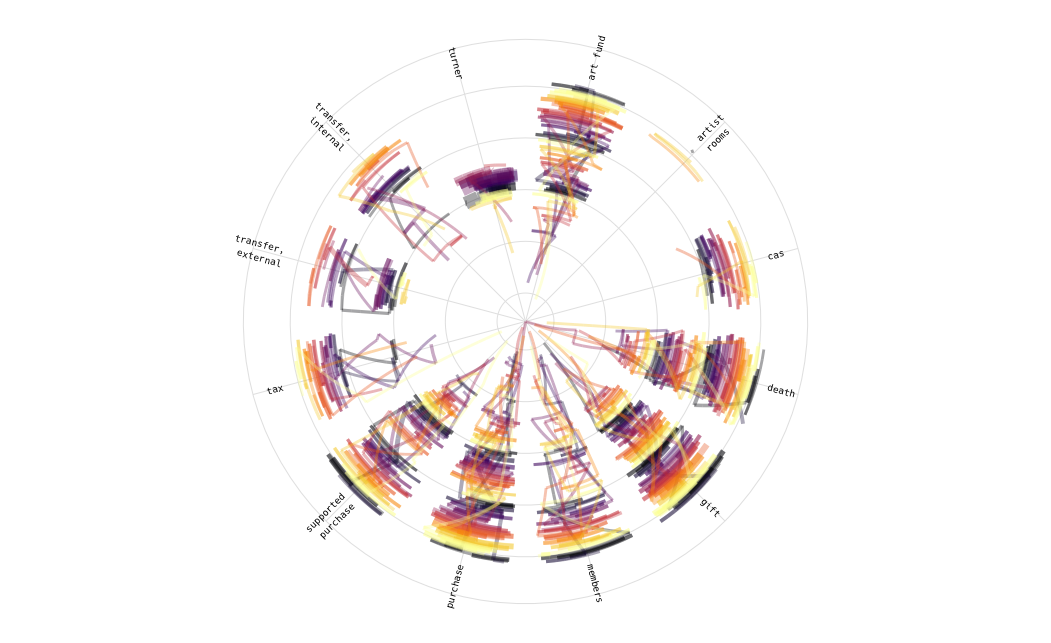 turner
art fund
artist
rooms
cas
death
gift
members
purchase
supported
purchase
tax
transfer,
external
transfer,
internal